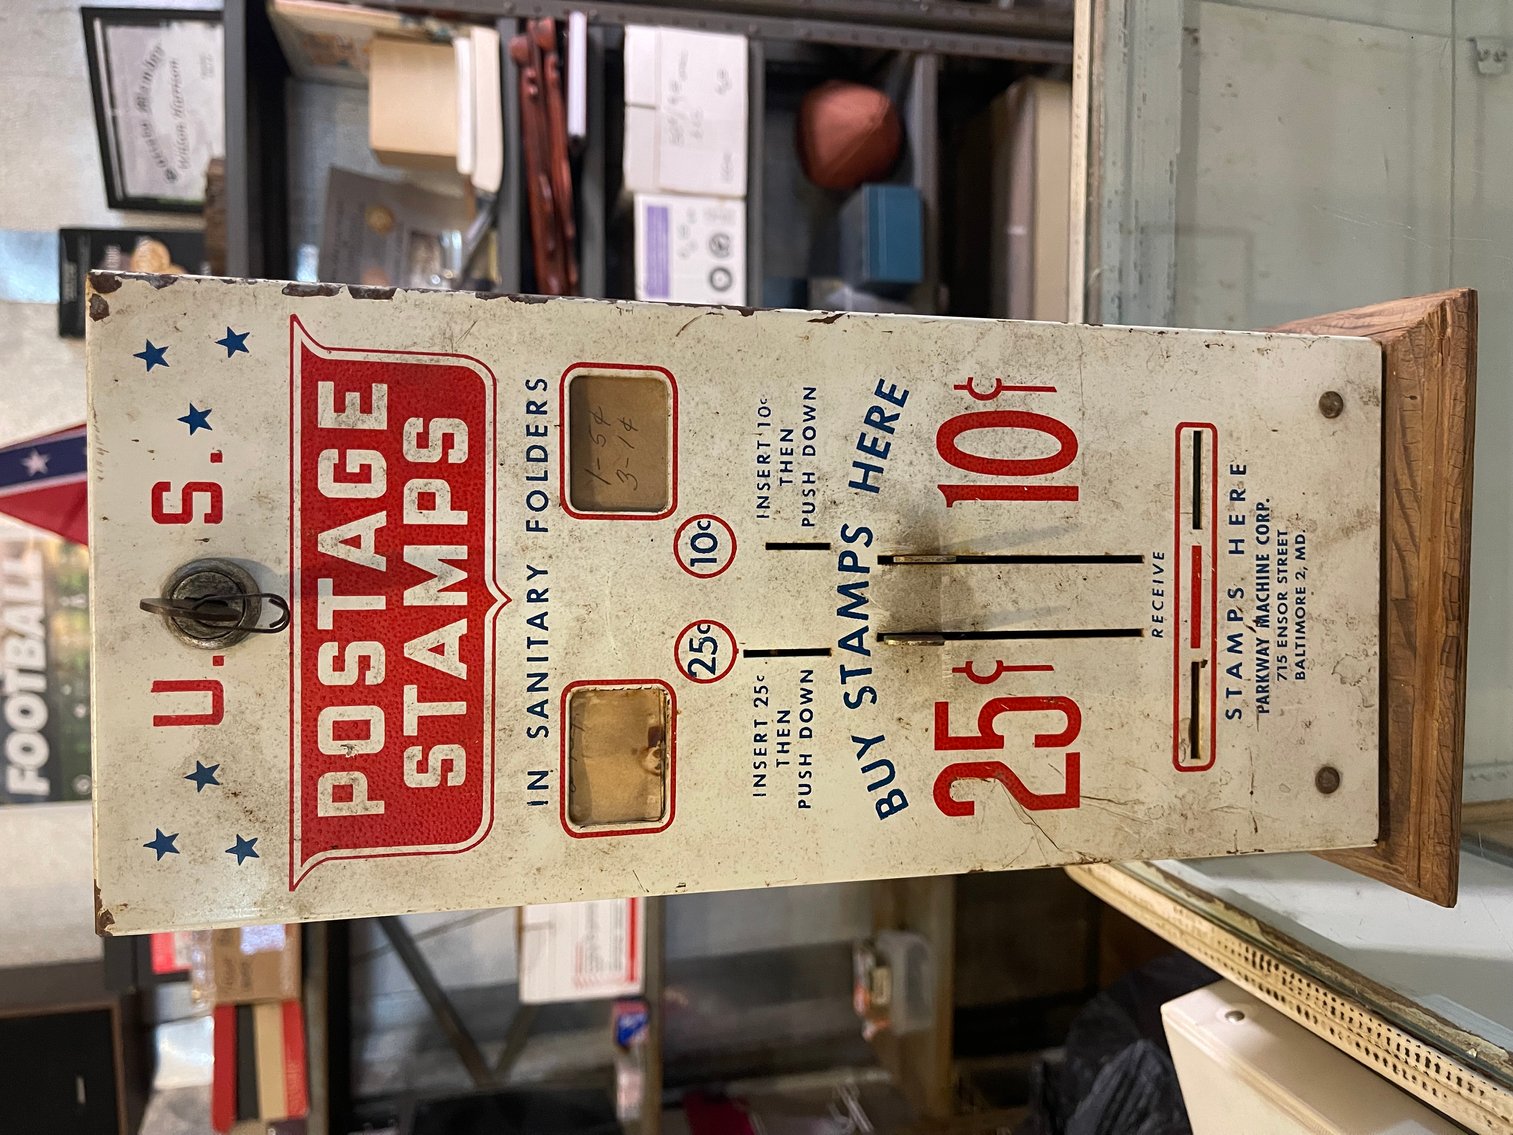 U. S.
POSTAGE
STAMPS
IN SANITARY FOLDERS
1-5¢
3-1¢
25¢
10¢
INSERT 25¢
THEN
PUSH DOWN
INSERT 10¢
THEN
PUSH DOWN
BUY STAMPS HERE
25¢
10¢
RECEIVE
STAMPS HERE
PARKWAY MACHINE CORP.
715 ENSOR STREET
BALTIMORE 2, MD.
FOOTBALL